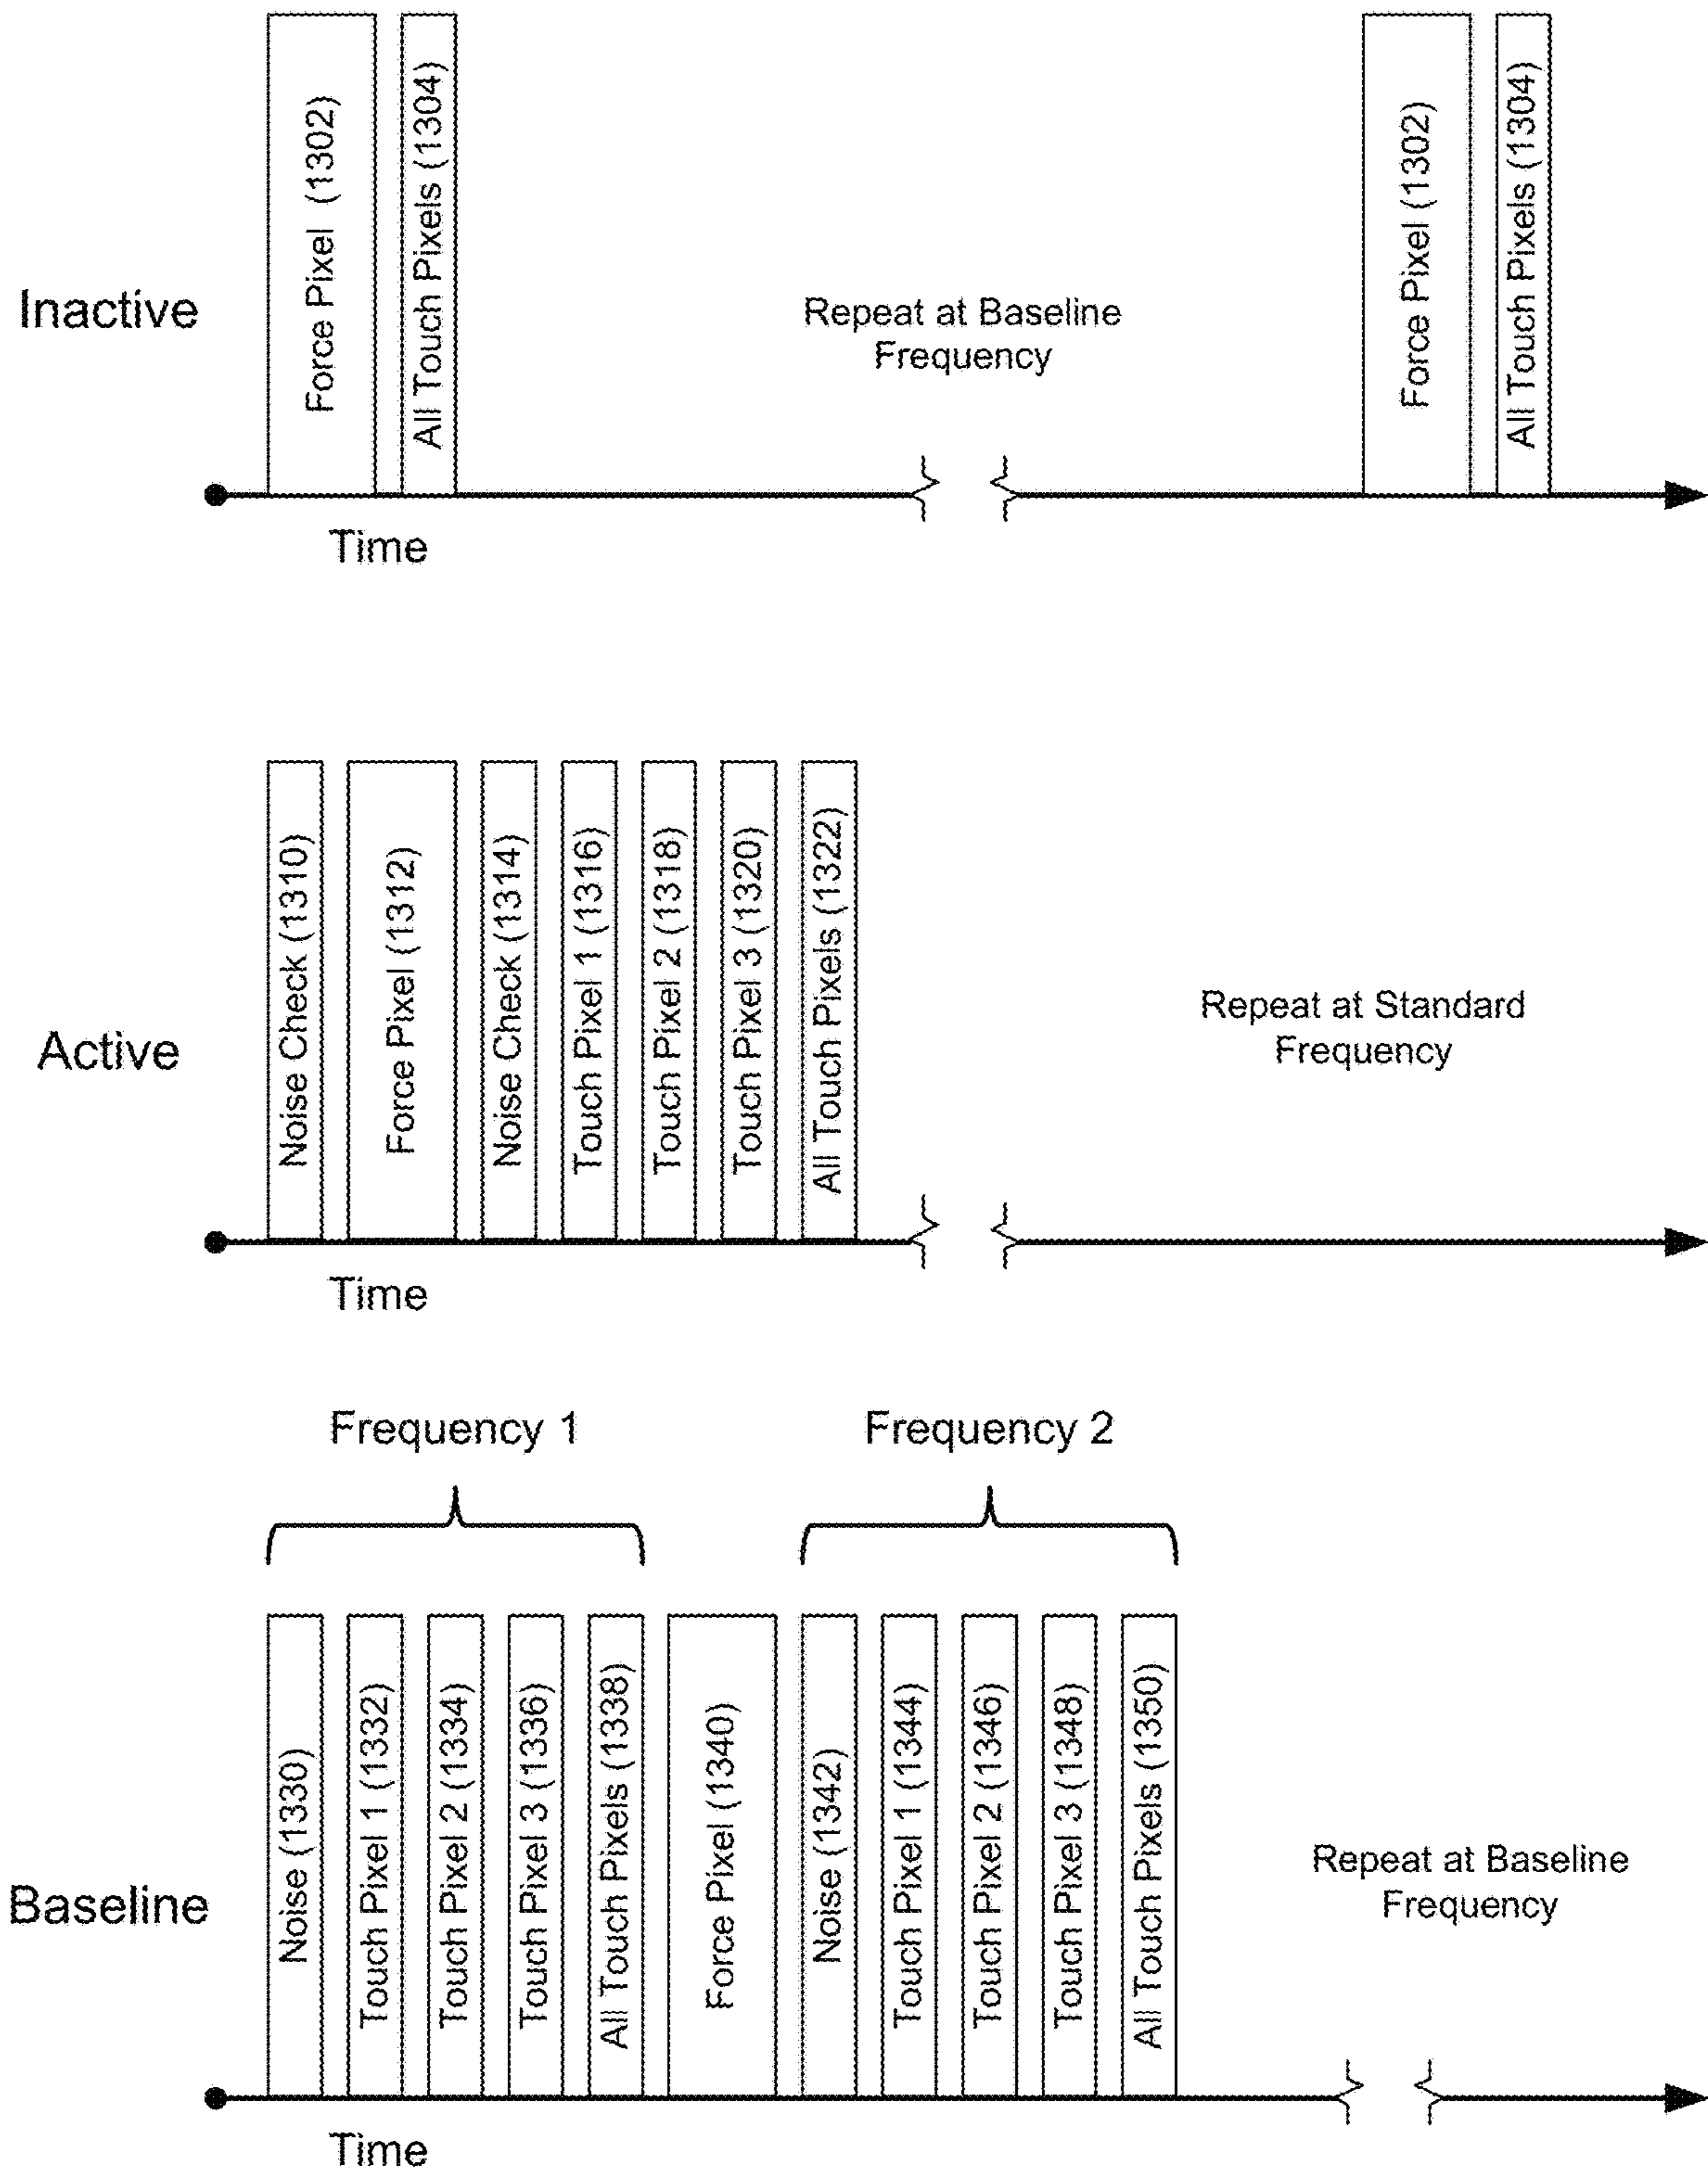 Inactive
Force Pixel (1302)
All Touch Pixels (1304)
Repeat at Baseline
Frequency
Force Pixel (1302)
All Touch Pixels (1304)
Time
Active
Noise Check (1310)
Force Pixel (1312)
Noise Check (1314)
Touch Pixel 1 (1316)
Touch Pixel 2 (1318)
Touch Pixel 3 (1320)
All Touch Pixels (1322)
Repeat at Standard
Frequency
Time
Frequency 1
Frequency 2
Baseline
Noise (1330)
Touch Pixel 1 (1332)
Touch Pixel 2 (1334)
Touch Pixel 3 (1336)
All Touch Pixels (1338)
Force Pixel (1340)
Noise (1342)
Touch Pixel 1 (1344)
Touch Pixel 2 (1346)
Touch Pixel 3 (1348)
All Touch Pixels (1350)
Repeat at Baseline
Frequency
Time